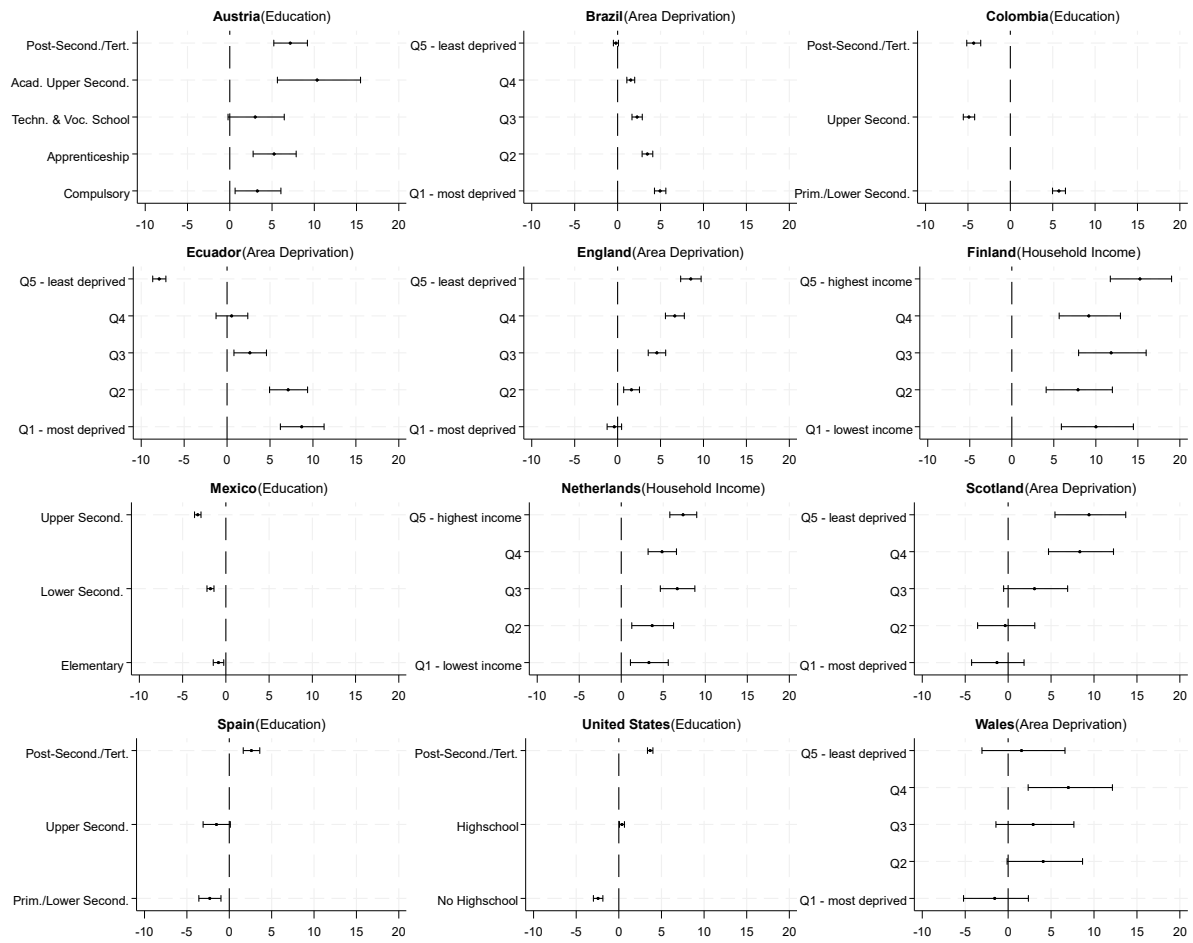 Austria(Education)
Post-Second./Tert.
Acad. Upper Second.
Techn. & Voc. School
Apprenticeship
Compulsory
-10 -5 0 5 10 15 20
Brazil(Area Deprivation)
Q5 - least deprived
Q4
Q3
Q2
Q1 - most deprived
-10 -5 0 5 10 15 20
Colombia(Education)
Post-Second./Tert.
Upper Second.
Prim./Lower Second.
-10 -5 0 5 10 15 20
Ecuador(Area Deprivation)
Q5 - least deprived
Q4
Q3
Q2
Q1 - most deprived
-10 -5 0 5 10 15 20
England(Area Deprivation)
Q5 - least deprived
Q4
Q3
Q2
Q1 - most deprived
-10 -5 0 5 10 15 20
Finland(Household Income)
Q5 - highest income
Q4
Q3
Q2
Q1 - lowest income
-10 -5 0 5 10 15 20
Mexico(Education)
Upper Second.
Lower Second.
Elementary
-10 -5 0 5 10 15 20
Netherlands(Household Income)
Q5 - highest income
Q4
Q3
Q2
Q1 - lowest income
-10 -5 0 5 10 15 20
Scotland(Area Deprivation)
Q5 - least deprived
Q4
Q3
Q2
Q1 - most deprived
-10 -5 0 5 10 15 20
Spain(Education)
Post-Second./Tert.
Upper Second.
Prim./Lower Second.
-10 -5 0 5 10 15 20
United States(Education)
Post-Second./Tert.
Highschool
No Highschool
-10 -5 0 5 10 15 20
Wales(Area Deprivation)
Q5 - least deprived
Q4
Q3
Q2
Q1 - most deprived
-10 -5 0 5 10 15 20